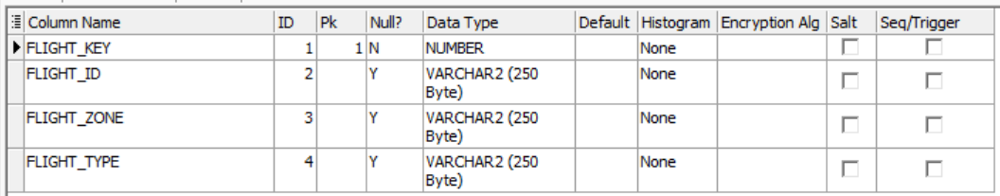 Column Name ID Pk Null? Data Type Default Histogram Encryption Alg Salt Seq/Trigger
FLIGHT_KEY 1 1 N NUMBER None
FLIGHT_ID 2 Y VARCHAR2 (250
Byte) None
FLIGHT_ZONE 3 Y VARCHAR2 (250
Byte) None
FLIGHT_TYPE 4 Y VARCHAR2 (250
Byte) None